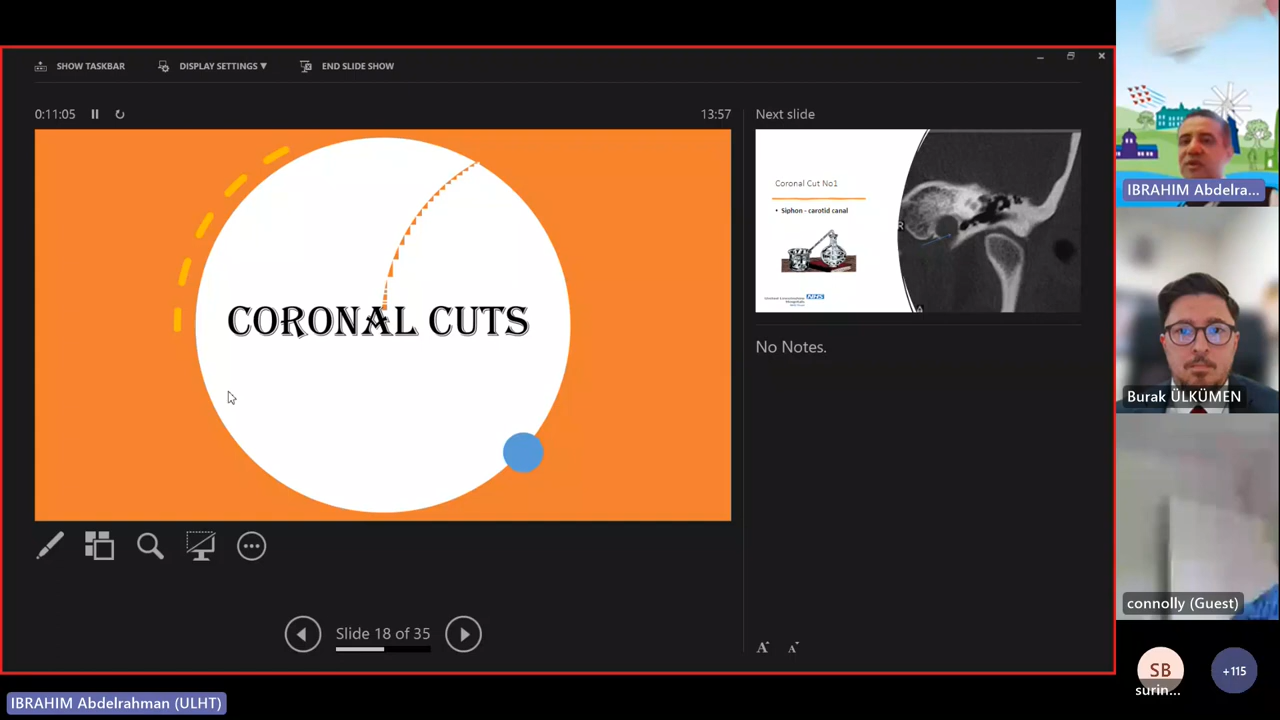 SHOW TASKBAR
DISPLAY SETTINGS ▼
END SLIDE SHOW
0:11:05
13:57
Next slide
CORONAL CUTS
Coronal Cut No1
• Siphon - carotid canal
R
NHS
No Notes.
Slide 18 of 35
A
A
IBRAHIM Abdelra...
Burak ÜLKÜMEN
connolly (Guest)
SB
surin...
+115
IBRAHIM Abdelrahman (ULHT)